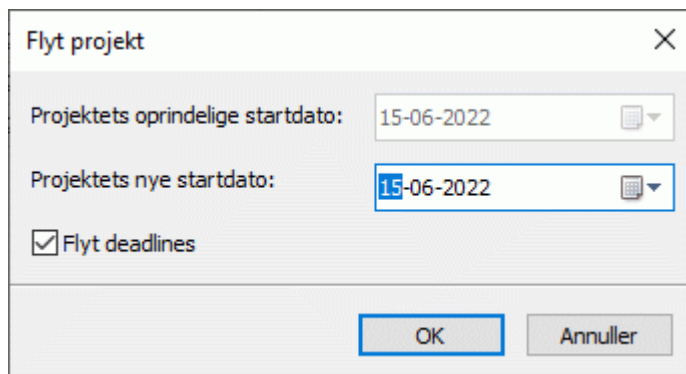 Flyt projekt
Projektets oprindelige startdato: 15-06-2022
Projektets nye startdato: 15-06-2022
Flyt deadlines
OK Annuller